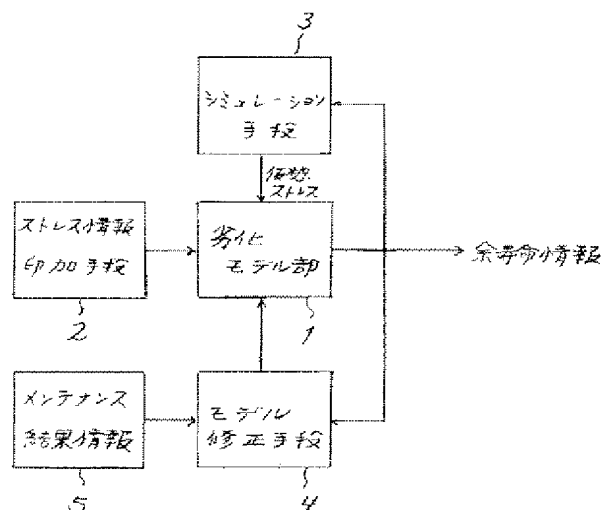 3
シミュレーション
手段
仮想
ストレス
ストレス情報
印加手段
劣化
モデル部
余寿命情報
2
1
メンテナンス
結果情報
モデル
修正手段
5
4